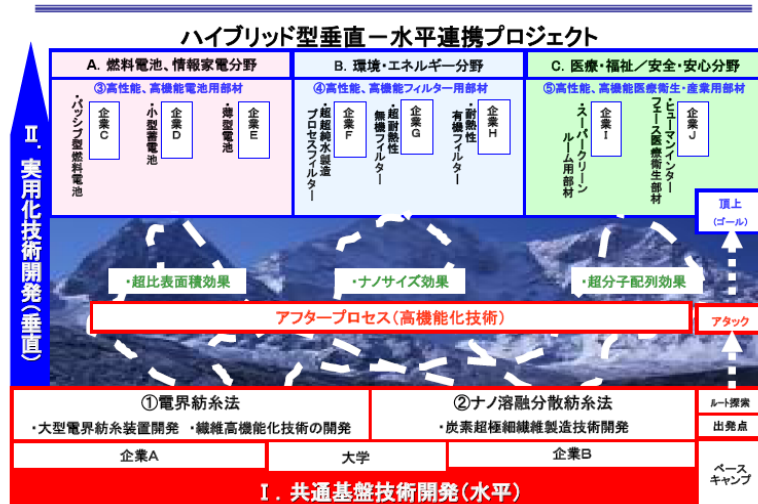 ハイブリッド型垂直－水平連携プロジェクト
Ⅱ．実用化技術開発(垂直)
A. 燃料電池、情報家電分野
③高性能、高機能電池用部材
・パッシブ型燃料電池
企業C
・小型蓄電池
企業D
・薄型電池
企業E
B. 環境・エネルギー分野
④高性能、高機能フィルター用部材
・超超純水製造
プロセスフィルター
企業F
・超耐熱性
無機フィルター
企業G
・耐熱性
有機フィルター
企業H
C. 医療・福祉／安全・安心分野
⑤高性能、高機能医療衛生・産業用部材
・スーパークリーン
ルーム用部材
企業I
・ヒューマンインター
フェース医療衛生部材
企業J
頂上
(ゴール)
・超比表面積効果
・ナノサイズ効果
・超分子配列効果
アフタープロセス(高機能化技術)
アタック
①電界紡糸法
・大型電界紡糸装置開発 ・繊維高機能化技術の開発
②ナノ溶融分散紡糸法
・炭素超極細繊維製造技術開発
ルート探索
出発点
企業A
大学
企業B
ベース
キャンプ
Ⅰ．共通基盤技術開発(水平)